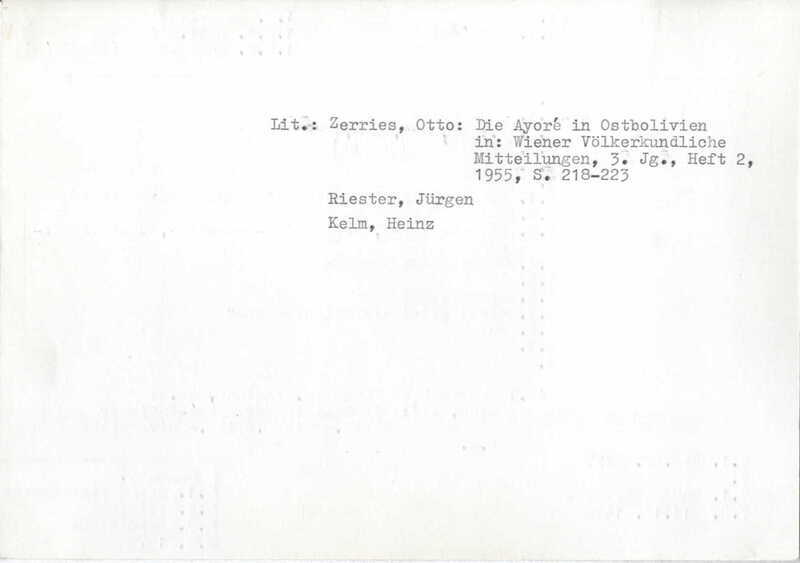 Lit.: Zerries, Otto: Die Ayoré in Ostbolivien
in: Wiener Völkerkundliche
Mitteilungen, 3. Jg., Heft 2,
1955, S. 218-223
Riester, Jürgen
Kelm, Heinz